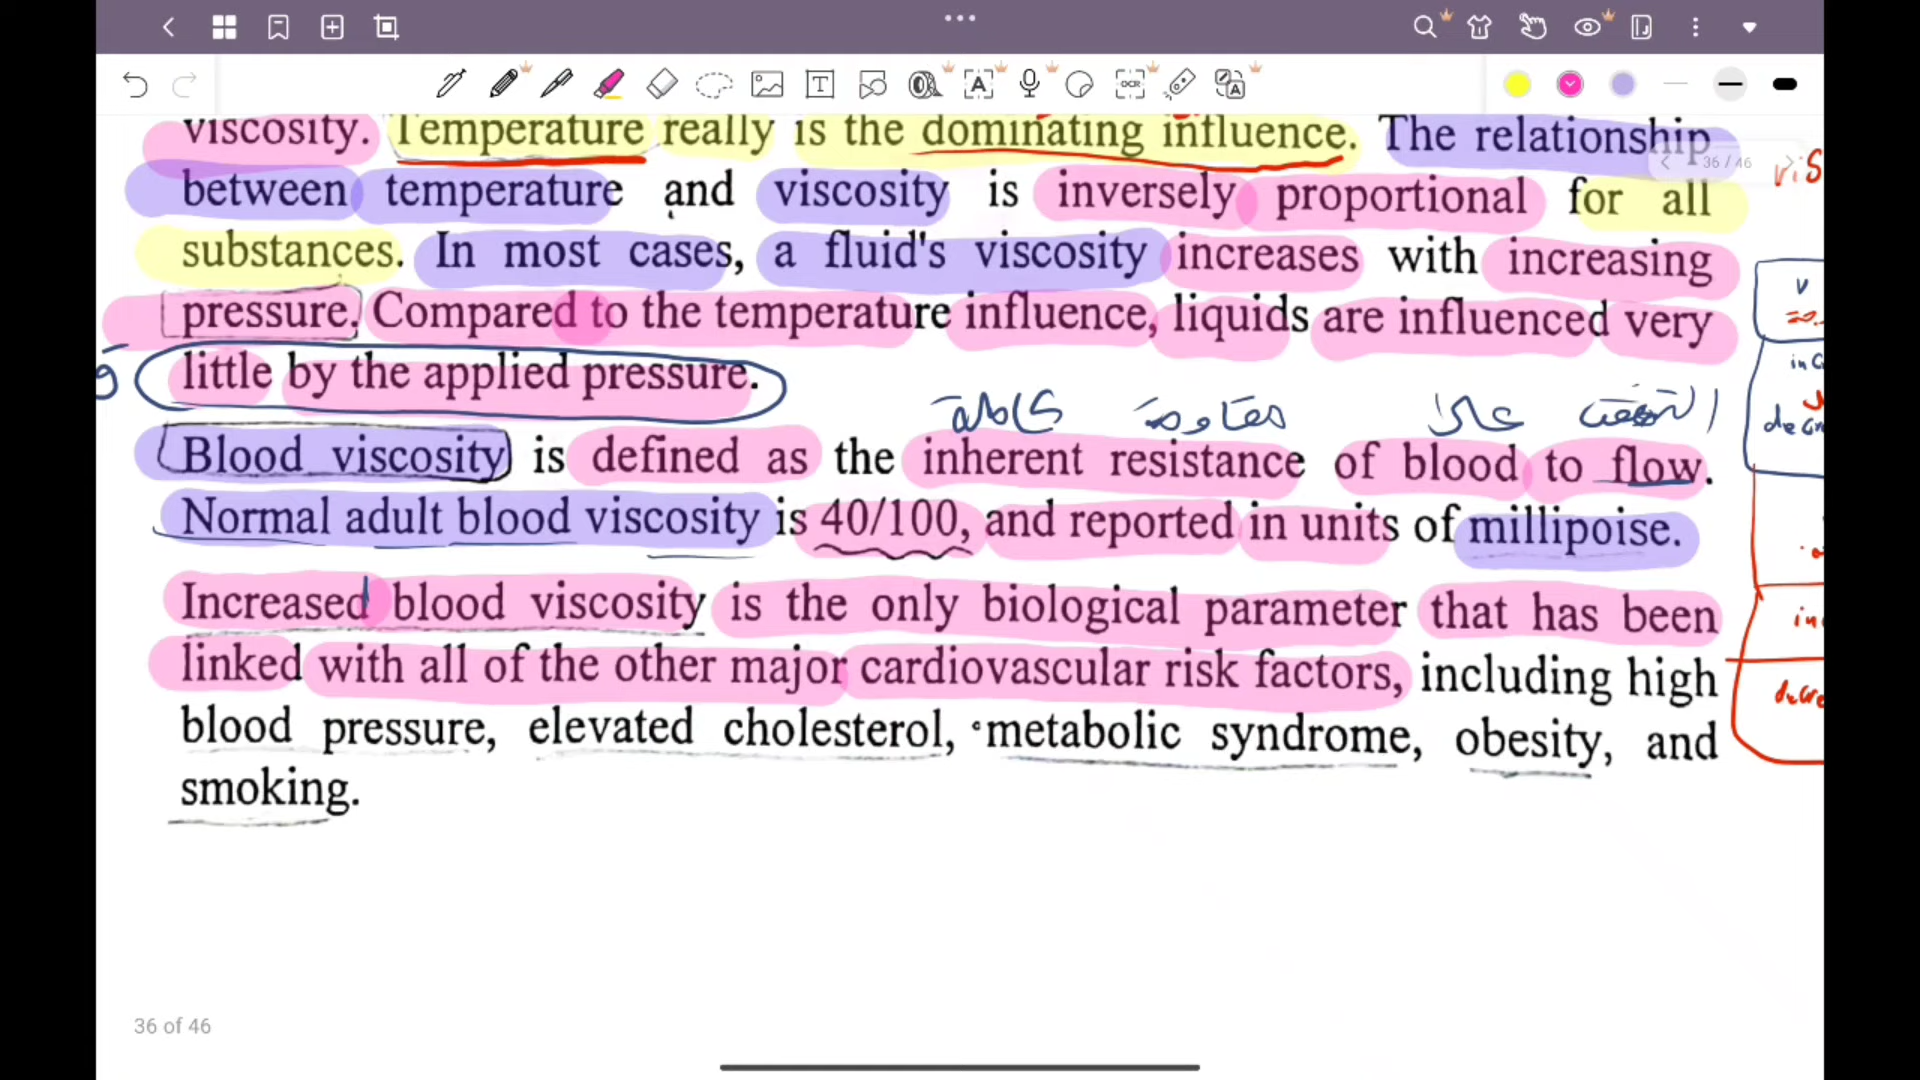 36 / 46
viscosity. Temperature really is the dominating influence. The relationship
between temperature and viscosity is inversely proportional for all
substances. In most cases, a fluid's viscosity increases with increasing
pressure. Compared to the temperature influence, liquids are influenced very
little by the applied pressure.
Blood viscosity is defined as the inherent resistance of blood to flow.
Normal adult blood viscosity is 40/100, and reported in units of millipoise.
Increased blood viscosity is the only biological parameter that has been
linked with all of the other major cardiovascular risk factors, including high
blood pressure, elevated cholesterol, metabolic syndrome, obesity, and
smoking.
36 of 46